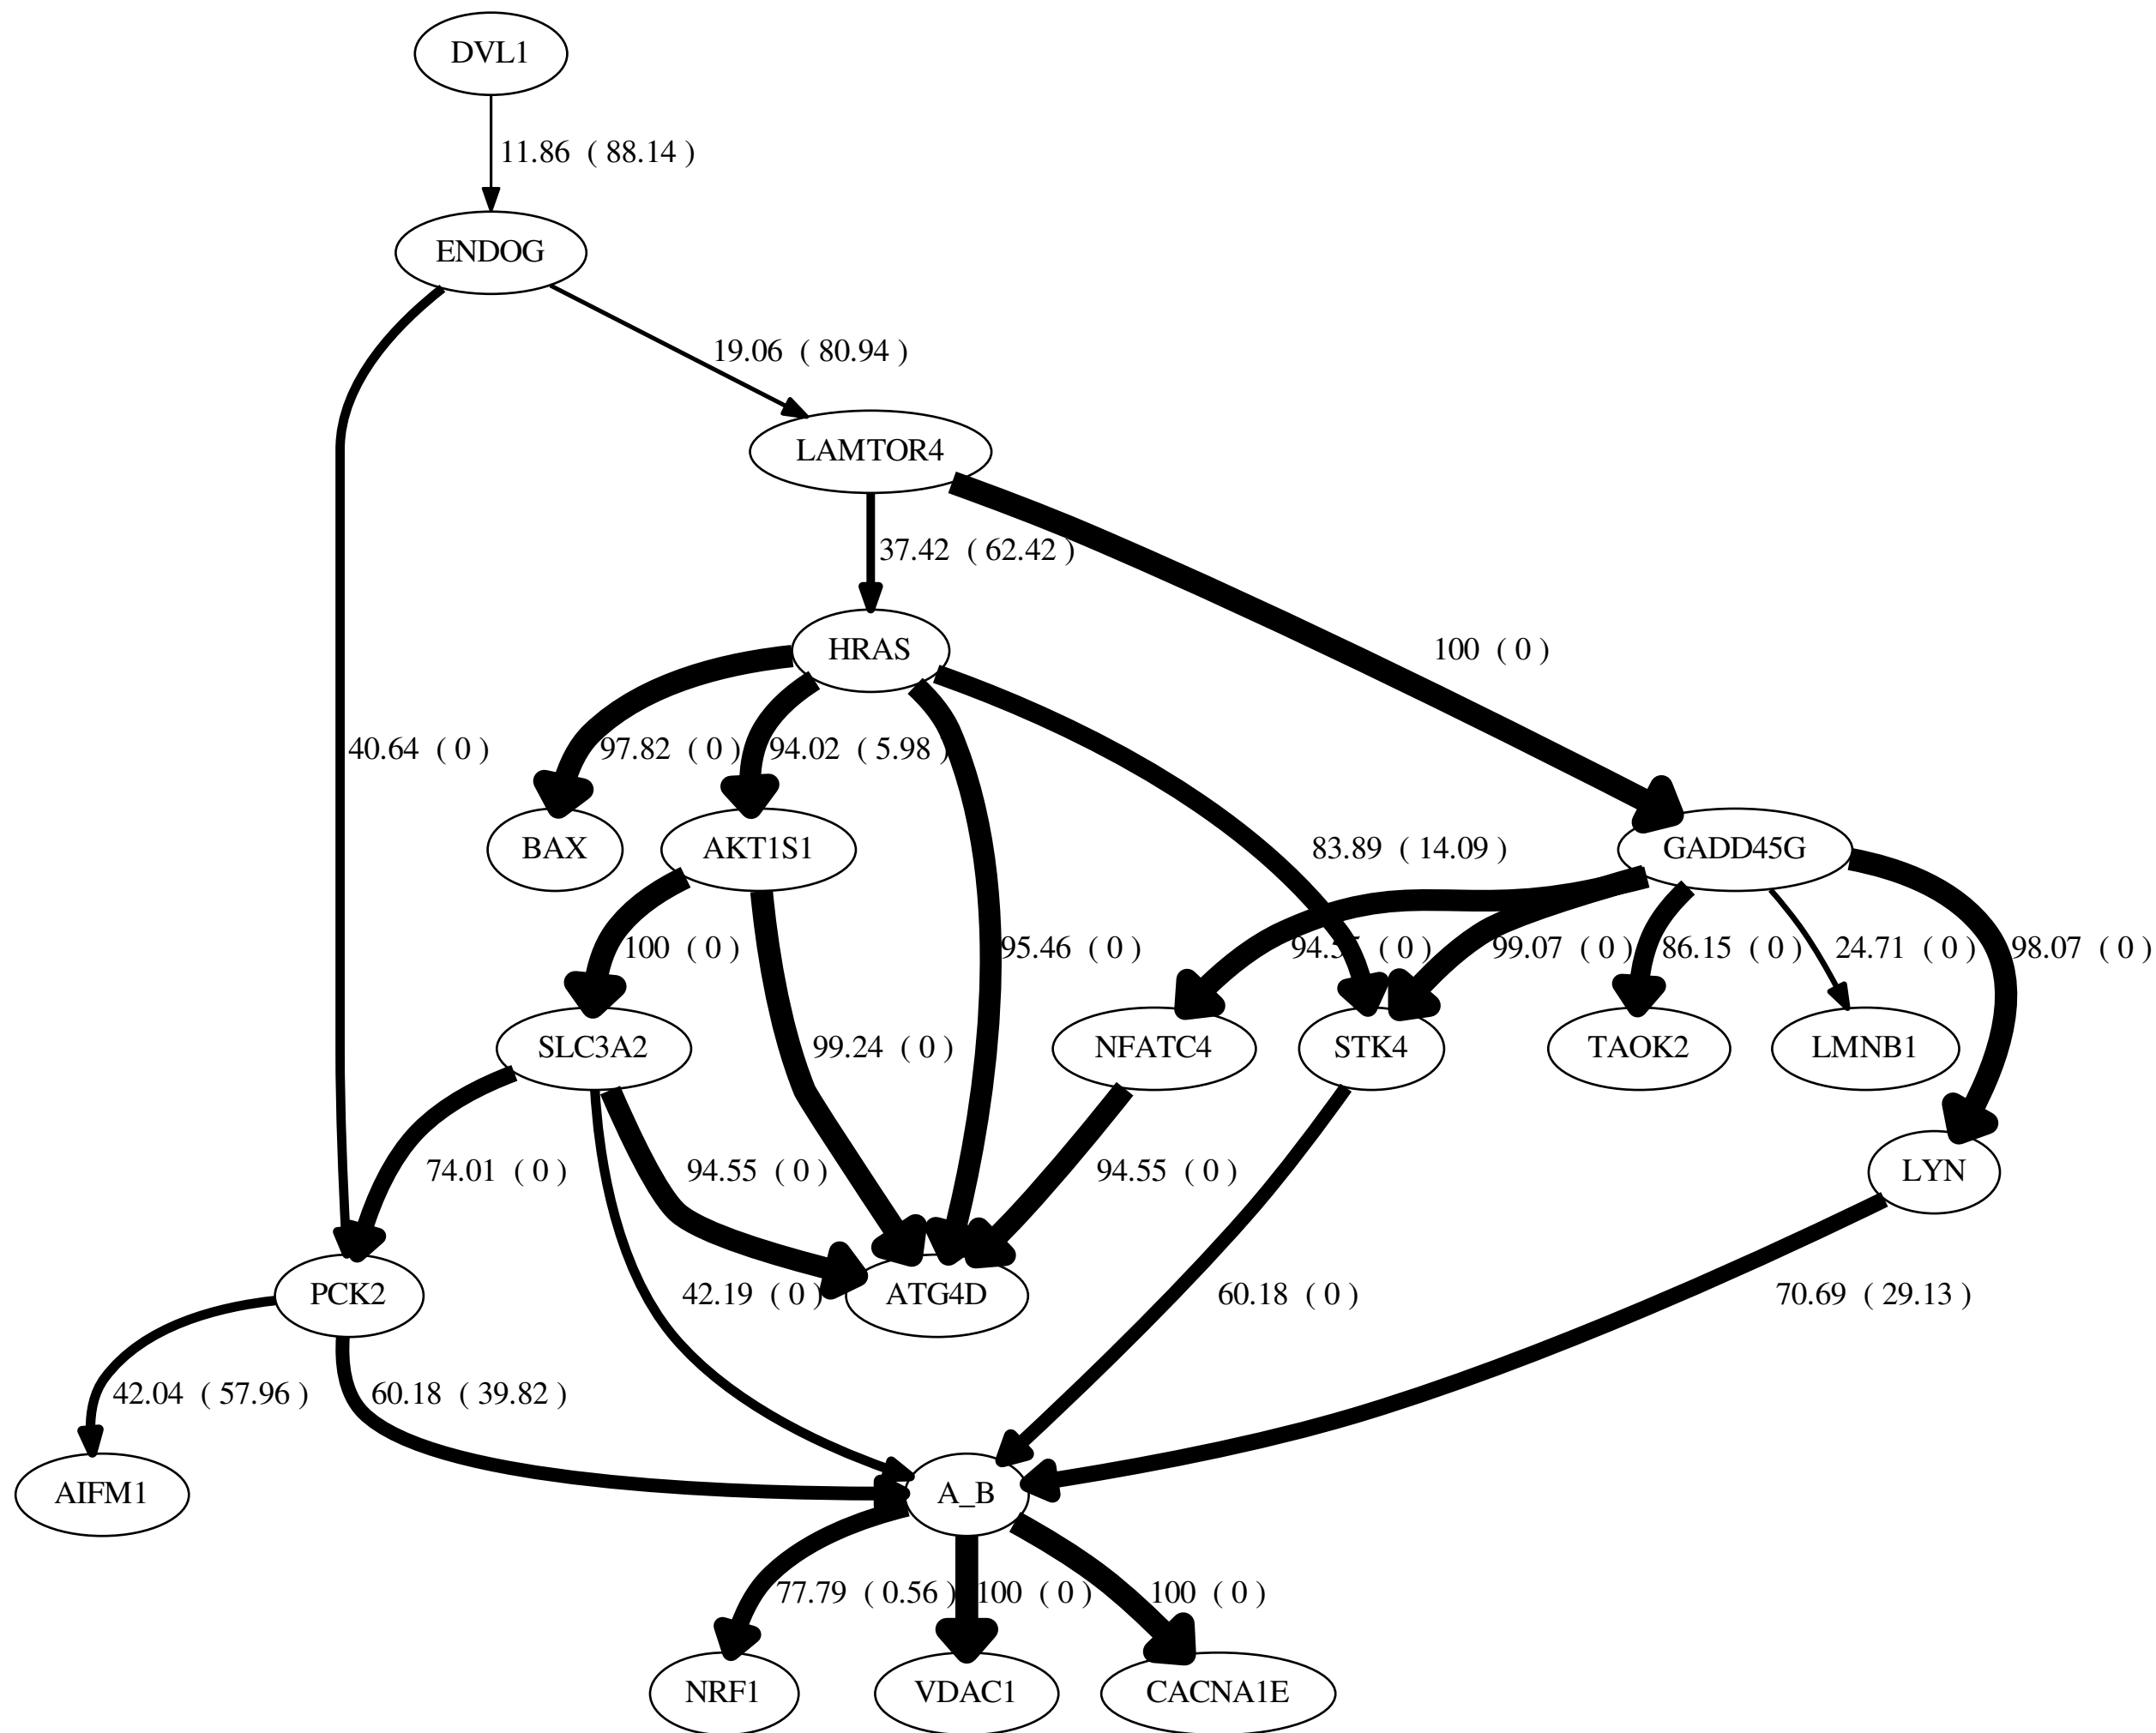 DVL1
11.86 ( 88.14 )
ENDOG
19.06 ( 80.94 )
LAMTOR4
37.42 ( 62.42 )
HRAS
100 ( 0 )
40.64 ( 0 )
97.82 ( 0 )
94.02 ( 5.98 )
BAX
AKT1S1
83.89 ( 14.09 )
GADD45G
100 ( 0 )
95.46 ( 0 )
( 0 )
99.07 ( 0 )
86.15 ( 0 )
24.71 ( 0 )
98.07 ( 0 )
SLC3A2
99.24 ( 0 )
NFATC4
STK4
TAOK2
LMNB1
74.01 ( 0 )
94.55 ( 0 )
94.55 ( 0 )
LYN
PCK2
42.19 ( 0 )
ATG4D
60.18 ( 0 )
70.69 ( 29.13 )
42.04 ( 57.96 )
60.18 ( 39.82 )
AIFM1
A_B
77.79 ( 0.56 )
100 ( 0 )
100 ( 0 )
NRF1
VDAC1
CACNA1E